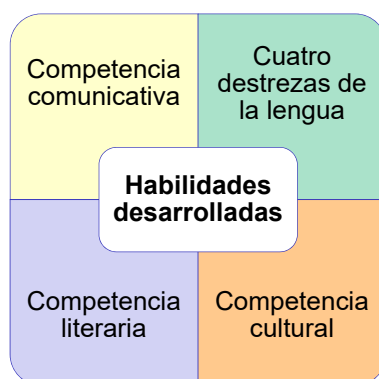 Competencia
comunicativa
Cuatro
destrezas de
la lengua
Habilidades
desarrolladas
Competencia
literaria
Competencia
cultural